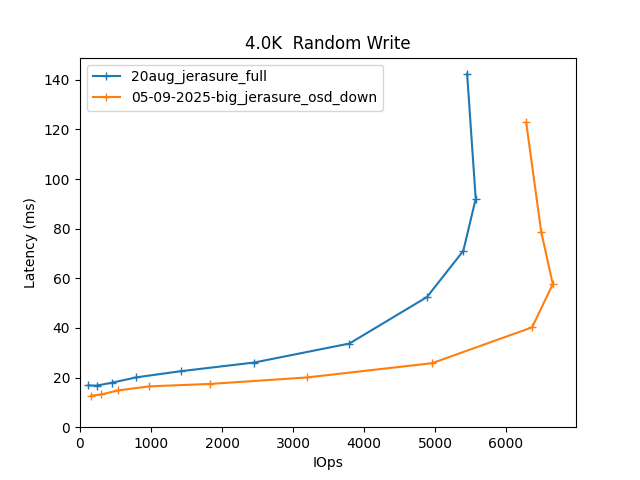 4.0K  Random Write
20aug_jerasure_full
05-09-2025-big_jerasure_osd_down
Latency (ms)
140
120
100
80
60
40
20
0
0 1000 2000 3000 4000 5000 6000
IOps